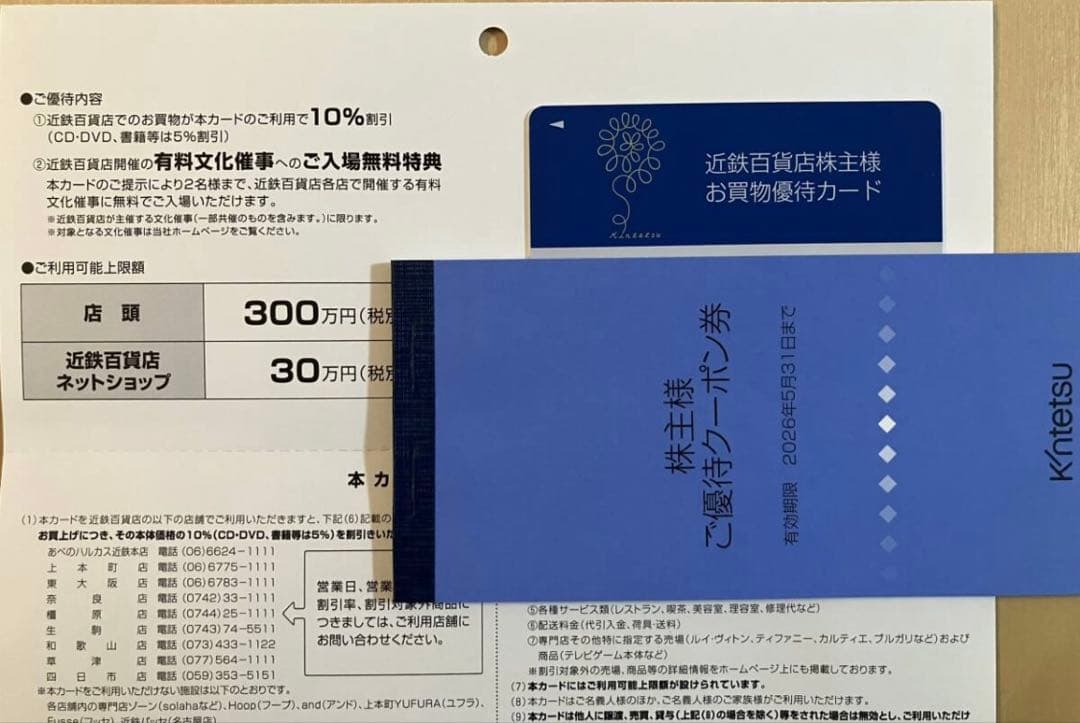 ●ご優待内容
①近鉄百貨店でのお買物が本カードのご利用で10%割引
（CD・DVD、書籍等は5%割引）
②近鉄百貨店開催の有料文化催事へのご入場無料特典
本カードのご提示により2名様まで、近鉄百貨店各店で開催する有料
文化催事に無料でご入場いただけます。
※近鉄百貨店が主催する文化催事（一部共催のものを含みます。）に限ります。
※対象となる文化催事は当社ホームページをご覧ください。
●ご利用可能上限額
店頭 300万円（税別
近鉄百貨店
ネットショップ 30万円（税別
近鉄百貨店株主様
お買物優待カード
Kintetsu
株主様
ご優待クーポン券
有効期限 2026年5月31日まで
Kintetsu
本カ
(1)本カードを近鉄百貨店の以下の店舗でご利用いただきますと、下記(6)記載の
お買上げにつき、その本体価格の10%（CD・DVD、書籍等は5%）を割引きいた
あべのハルカス近鉄本店 電話(06)6624-1111
上本町店 電話(06)6775-1111
東大阪店 電話(06)6783-1111
奈良店 電話(0742)33-1111
橿原店 電話(0744)25-1111
生駒店 電話(0743)74-5511
和歌山店 電話(073)433-1122
草津店 電話(077)564-1111
四日市店 電話(059)353-5151
営業日、営業
割引率、割引対象外商品に
つきましては、ご利用店舗に
お問い合わせください。
※本カードをご利用いただけない施設は以下のとおりです。
各店舗内の専門店ゾーン(solahaなど)、Hoop(フープ)、and(アンド)、上本町YUFURA(ユフラ)、
⑤各種サービス類（レストラン、喫茶、美容室、理容室、修理代など）
⑥配送料金（代引入金、荷具・送料）
⑦専門店その他特に指定する売場（ルイ・ヴィトン、ティファニー、カルティエ、ブルガリなど）および
商品（テレビゲーム本体など）
※割引対象外の売場、商品等の詳細情報をホームページ上にも掲載しております。
(7)本カードにはご利用可能上限額が設けられています。
(8)本カードは、ご名義人様のほか、ご名義人様のご家族様がご利用いただけます。
(9)本カードは他人に譲渡、売買、貸与（上記(8)の場合を除く）等をされた場合は無効とし、ご利用いただけ